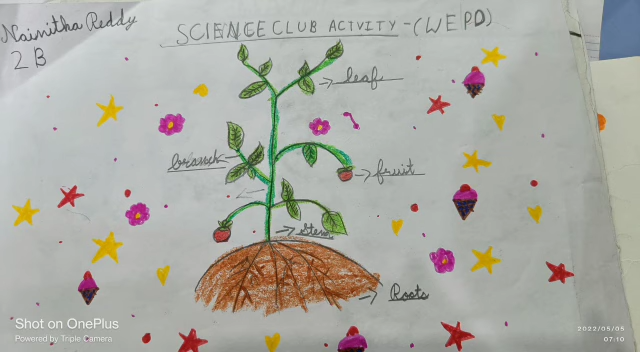 Nainitha Reddy
2 B
SCIENCE CLUB ACTVITY - (WEPD)
leaf
branch
fruit
stem
Roots
Shot on OnePlus
Powered by Triple Camera
2022/05/05
07:10